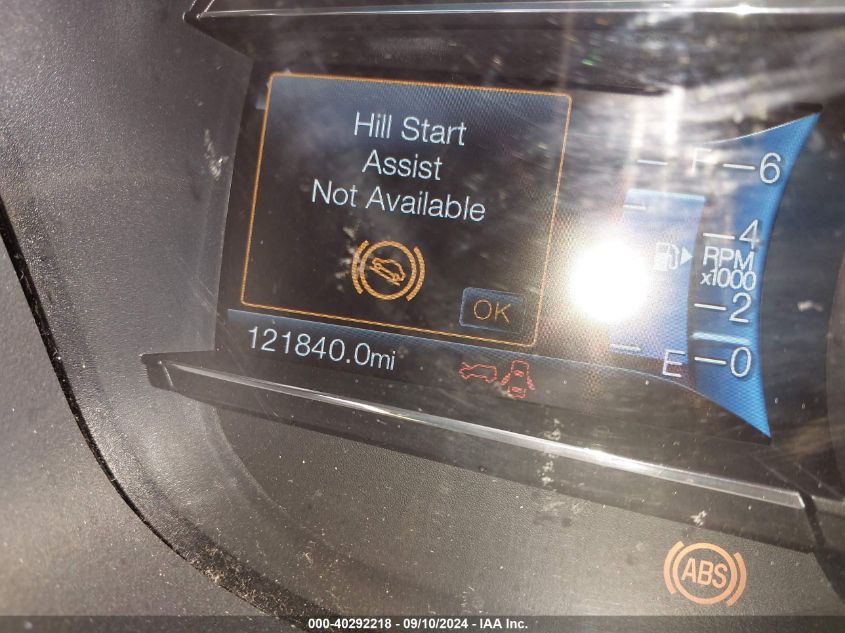 Hill Start
Assist
Not Available
OK
121840.0mi
F
6
4
RPM
x1000
2
E
0
ABS
000-40292218 - 09/10/2024 - IAA Inc.